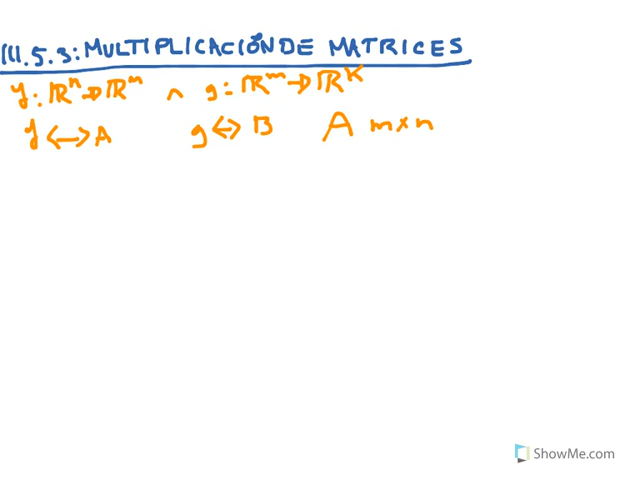 III.5.3: MULTIPLICACIÓN DE MATRICES
f: ℝⁿ → ℝᵐ ∧ g: ℝᵐ → ℝᵏ
f ↔ A g ↔ B A m×n
ShowMe.com